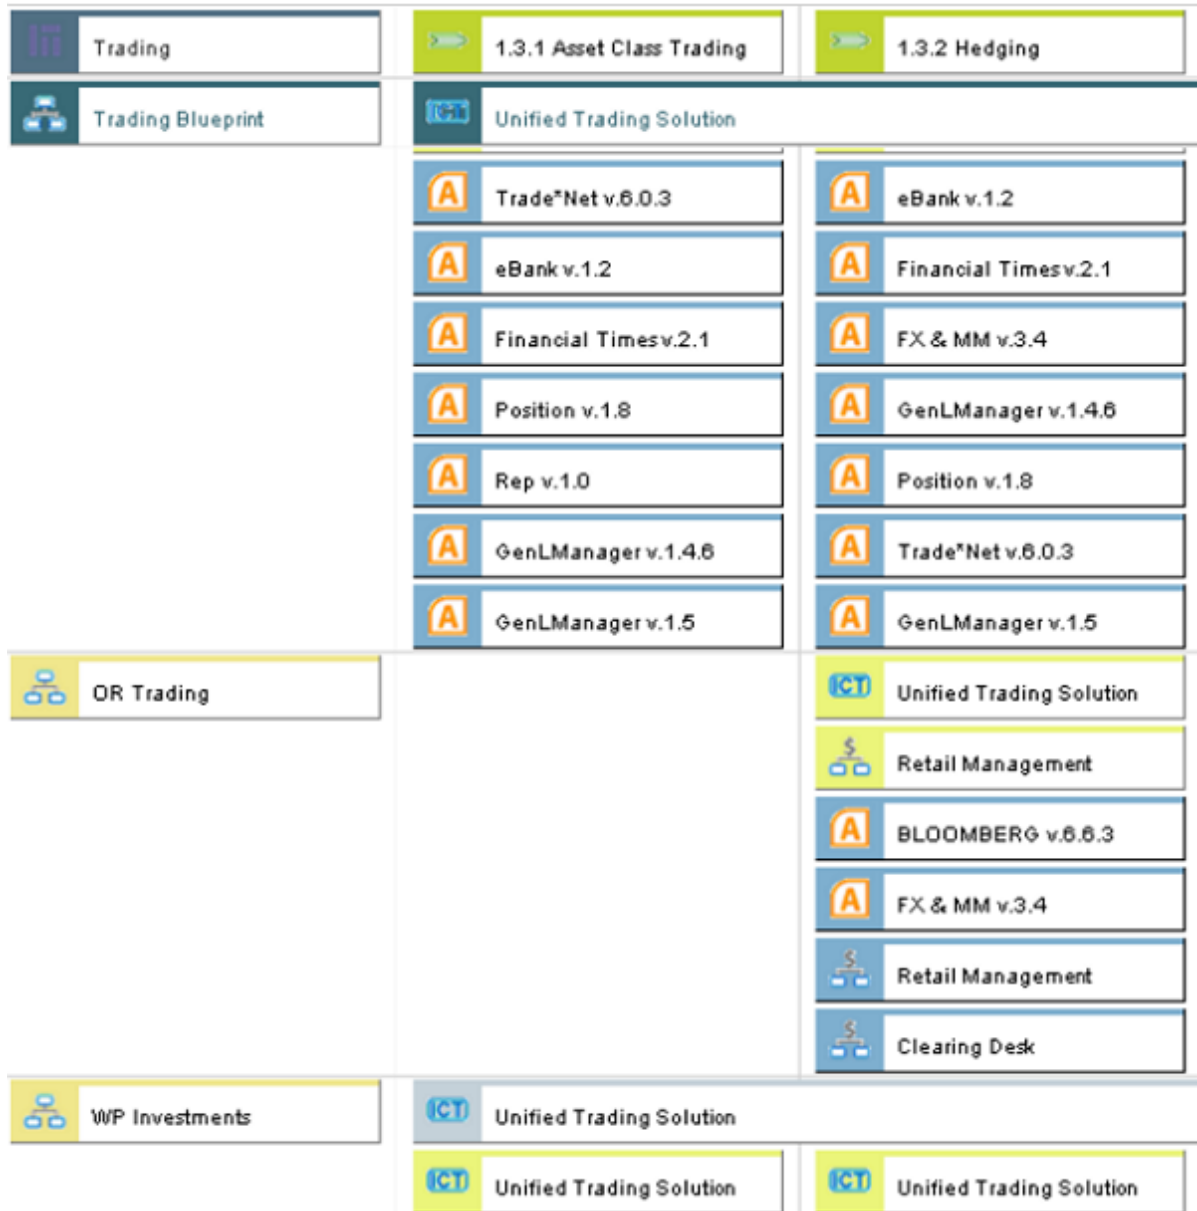 Trading
1.3.1 Asset Class Trading
1.3.2 Hedging
Trading Blueprint
ICT
Unified Trading Solution
A
Trade*Net v.6.0.3
A
eBank v.1.2
A
eBank v.1.2
A
Financial Times v.2.1
A
Financial Times v.2.1
A
FX & MM v.3.4
A
Position v.1.8
A
GenLManager v.1.4.6
A
Rep v.1.0
A
Position v.1.8
A
GenLManager v.1.4.6
A
Trade*Net v.6.0.3
A
GenLManager v.1.5
A
GenLManager v.1.5
OR Trading
ICT
Unified Trading Solution
$
Retail Management
A
BLOOMBERG v.6.6.3
A
FX & MM v.3.4
$
Retail Management
$
Clearing Desk
WP Investments
ICT
Unified Trading Solution
ICT
Unified Trading Solution
ICT
Unified Trading Solution